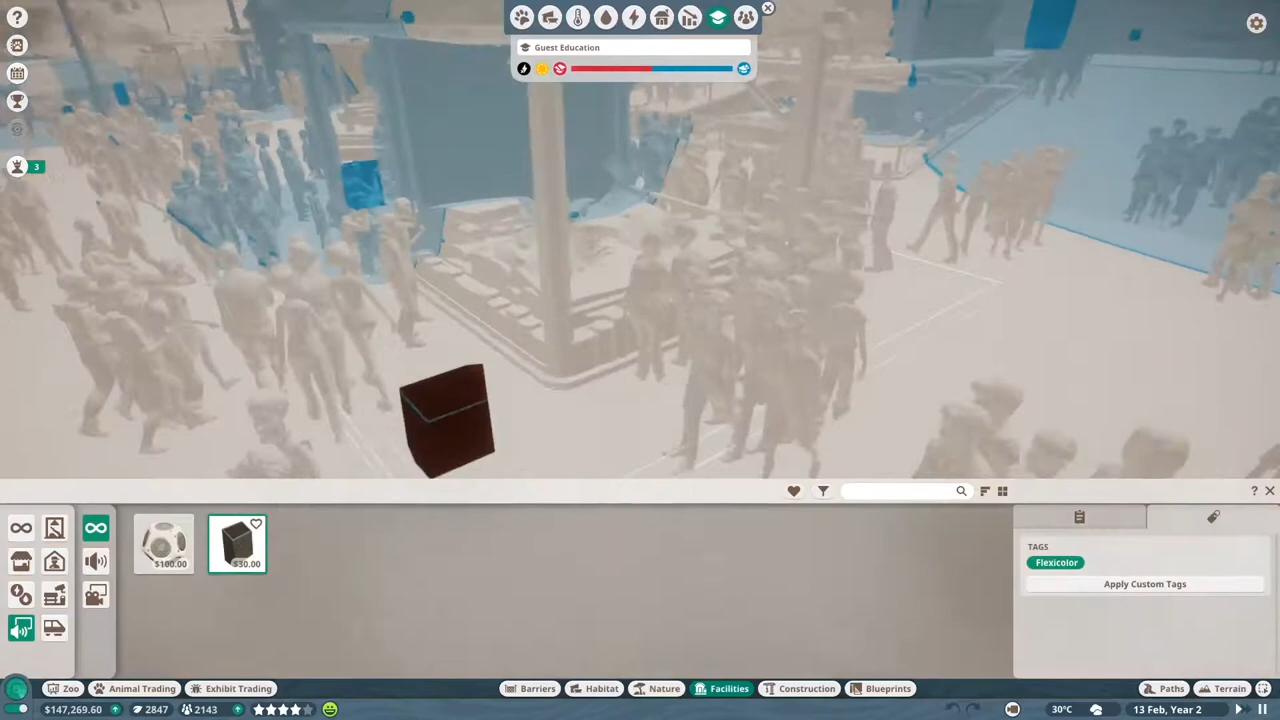 Guest Education
3
$100.00
$30.00
TAGS
Flexicolor
Apply Custom Tags
Zoo
Animal Trading
Exhibit Trading
Barriers
Habitat
Nature
Facilities
Construction
Blueprints
Paths
Terrain
$147,269.60
2847
2143
30°C
13 Feb, Year 2